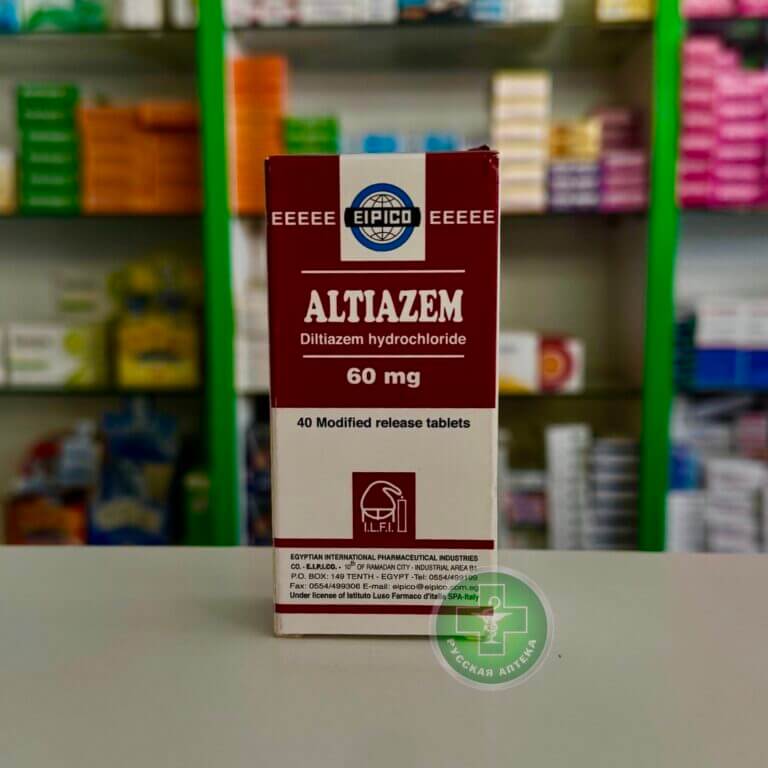 EEEEE EIPICO EEEEE
ALTIAZEM
Diltiazem hydrochloride
60 mg
40 Modified release tablets
I.L.F.I.
EGYPTIAN INTERNATIONAL PHARMACEUTICAL INDUSTRIES
CO. - E.I.P.I.CO. - 10th OF RAMADAN CITY - INDUSTRIAL AREA B1
P.O. BOX: 149 TENTH - EGYPT -Tel: 0554/499199
Fax: 0554/499306 E-mail: eipico@eipico.com.eg
Under license of Istituto Luso Farmaco d'italia SPA-Italy
РУССКАЯ АПТЕКА